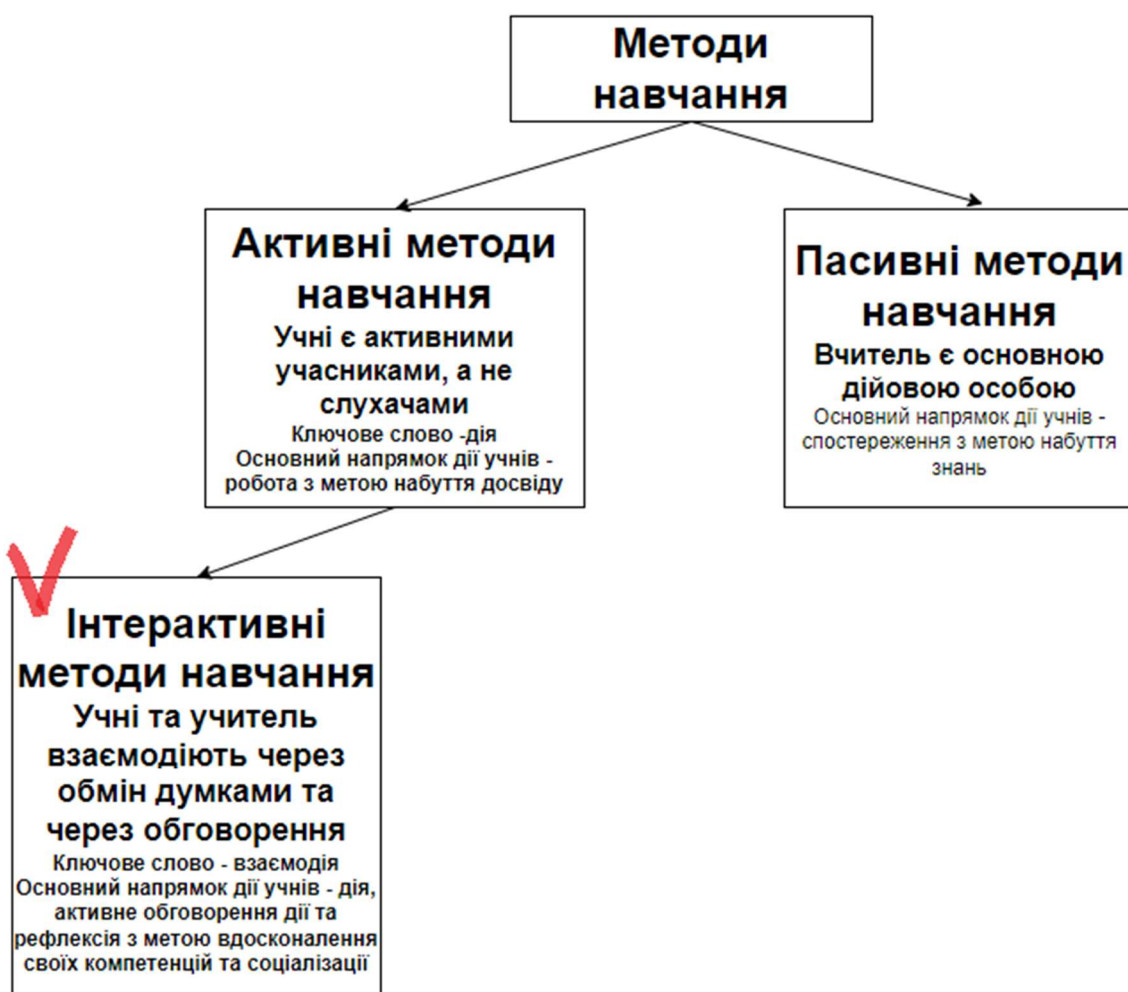 Методи
навчання
Активні методи
навчання
Учні є активними
учасниками, а не
слухачами
Ключове слово -дія
Основний напрямок дії учнів -
робота з метою набуття досвіду
Пасивні методи
навчання
Вчитель є основною
дійовою особою
Основний напрямок дії учнів -
спостереження з метою набуття
знань
Інтерактивні
методи навчання
Учні та учитель
взаємодіють через
обмін думками та
через обговорення
Ключове слово - взаємодія
Основний напрямок дії учнів - дія,
активне обговорення дії та
рефлексія з метою вдосконалення
своїх компетенцій та соціалізації